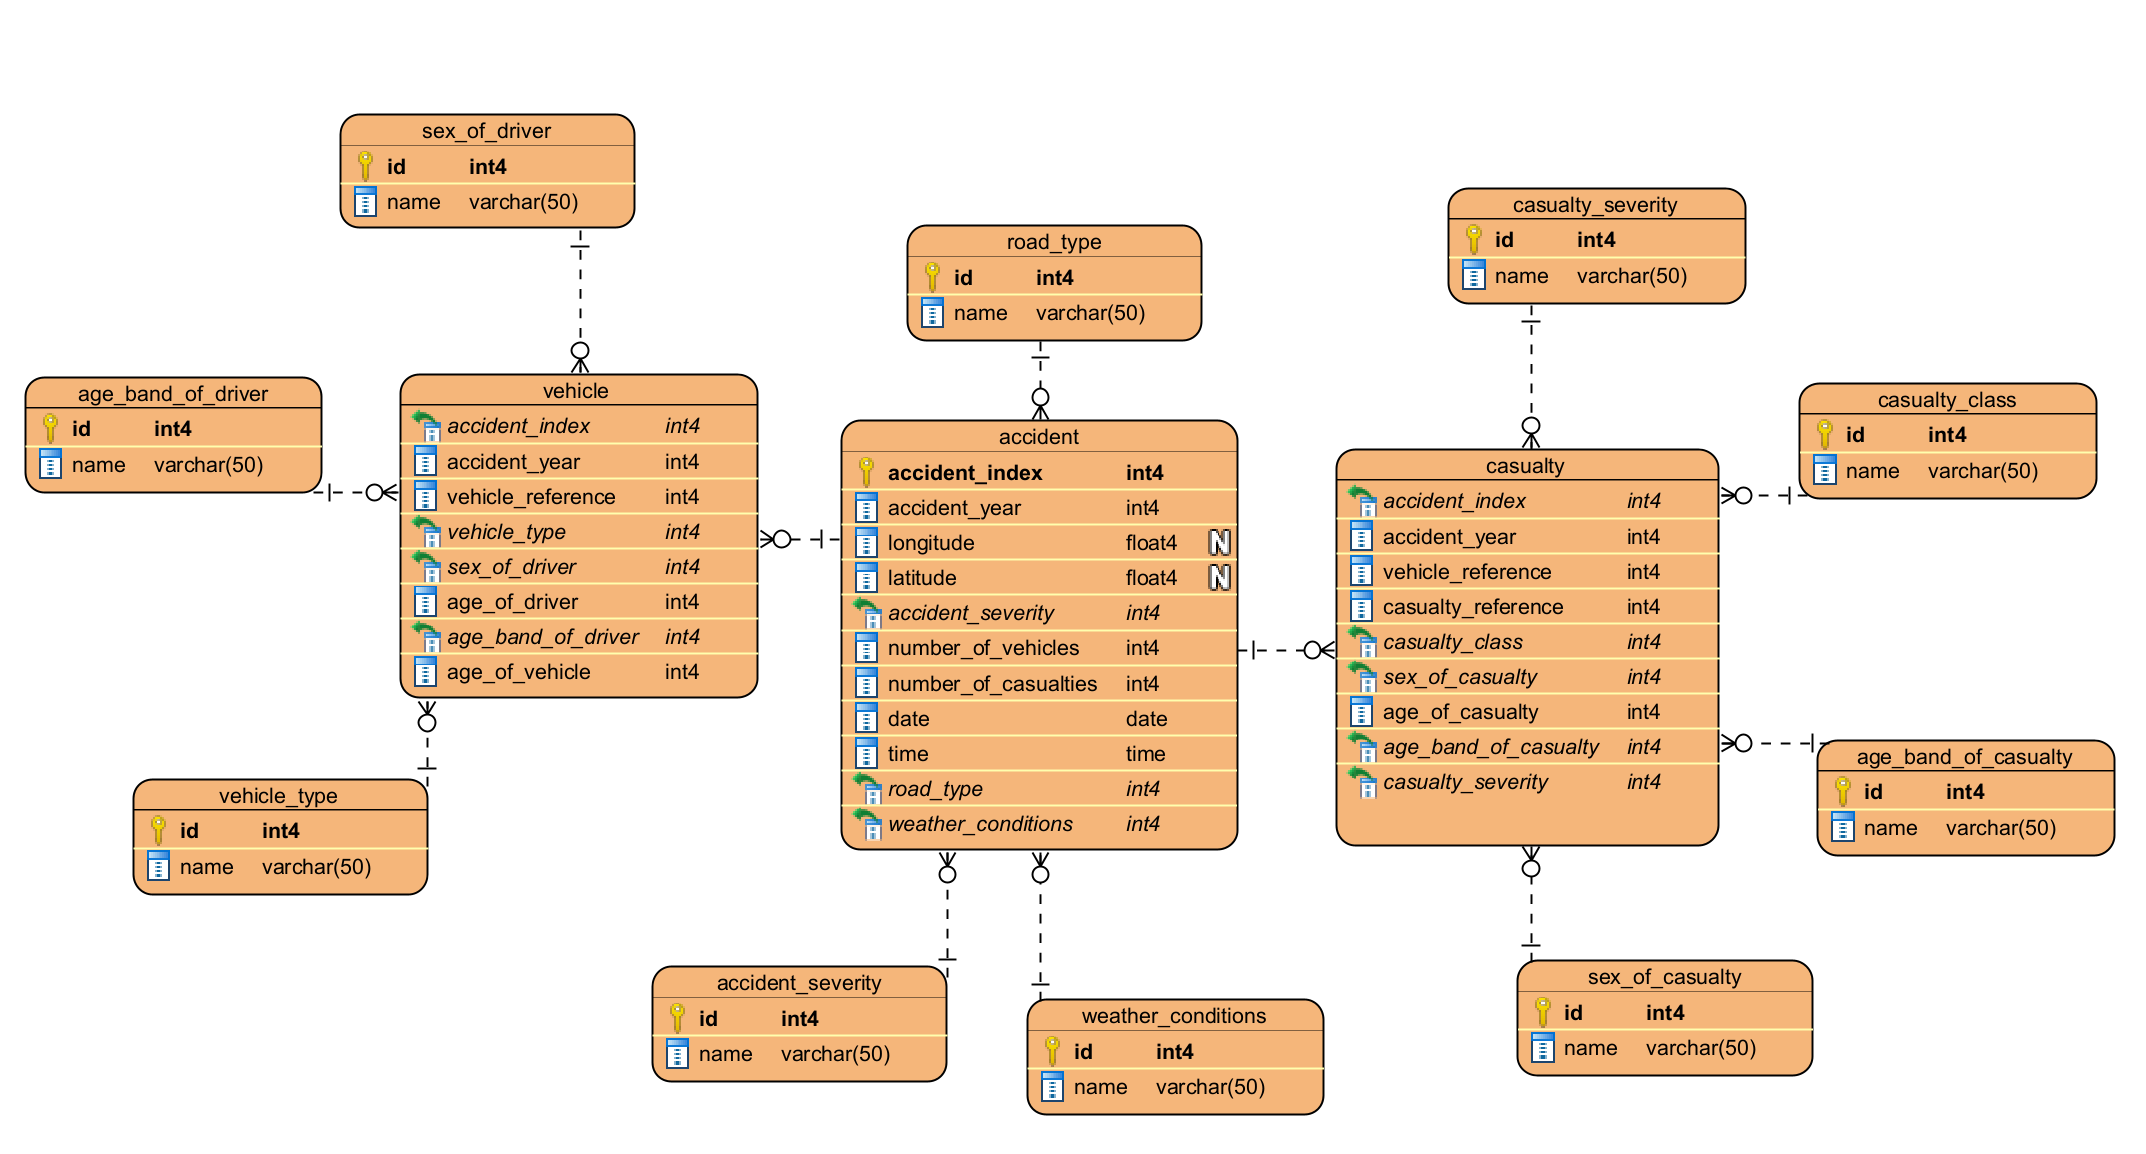 sex_of_driver
id int4
name varchar(50)
casualty_severity
id int4
name varchar(50)
road_type
id int4
name varchar(50)
age_band_of_driver
id int4
name varchar(50)
vehicle
accident_index int4
accident_year int4
vehicle_reference int4
vehicle_type int4
sex_of_driver int4
age_of_driver int4
age_band_of_driver int4
age_of_vehicle int4
accident
accident_index int4
accident_year int4
longitude float4 N
latitude float4 N
accident_severity int4
number_of_vehicles int4
number_of_casualties int4
date date
time time
road_type int4
weather_conditions int4
casualty
accident_index int4
accident_year int4
vehicle_reference int4
casualty_reference int4
casualty_class int4
sex_of_casualty int4
age_of_casualty int4
age_band_of_casualty int4
casualty_severity int4
casualty_class
id int4
name varchar(50)
age_band_of_casualty
id int4
name varchar(50)
vehicle_type
id int4
name varchar(50)
accident_severity
id int4
name varchar(50)
weather_conditions
id int4
name varchar(50)
sex_of_casualty
id int4
name varchar(50)